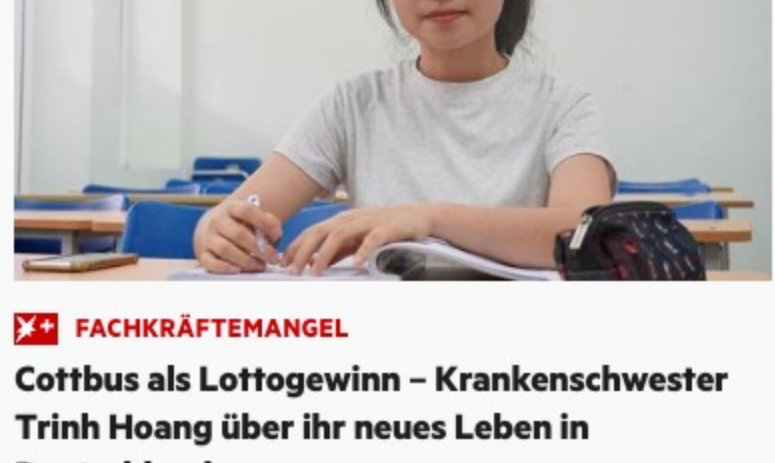 FACHKRÄFTEMANGEL
Cottbus als Lottogewinn – Krankenschwester
Trinh Hoang über ihr neues Leben in